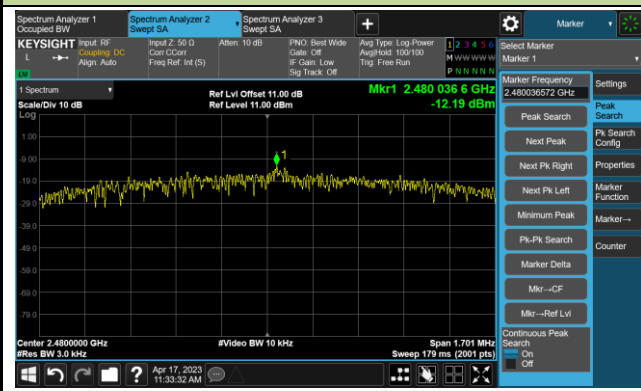 Spectrum Analyzer 1
Occupied BW
Spectrum Analyzer 2
Swept SA
Spectrum Analyzer 3
Swept SA
+
Marker
KEYSIGHT
L
Input: RF
Coupling: DC
Align: Auto
Input Z: 50 Ω
Corr CCorr
Freq Ref: Int (S)
Atten: 10 dB
PNO: Best Wide
Gate: Off
IF Gain: Low
Sig Track: Off
Avg Type: Log-Power
Avg|Hold: 100/100
Trig: Free Run
1 2 3 4 5 6
M W W W W W
P N N N N N
Select Marker
Marker 1
1 Spectrum
Scale/Div 10 dB
Log
Ref Lvl Offset 11.00 dB
Ref Level 11.00 dBm
Mkr1 2.480 036 6 GHz
-12.19 dBm
1.00
-9.00
-19.0
-29.0
-39.0
-49.0
-59.0
-69.0
-79.0
1
Center 2.4800000 GHz
#Res BW 3.0 kHz
#Video BW 10 kHz
Span 1.701 MHz
Sweep 179 ms (2001 pts)
Marker Frequency
2.480036572 GHz
Peak Search
Next Peak
Next Pk Right
Next Pk Left
Minimum Peak
Pk-Pk Search
Marker Delta
Mkr→CF
Mkr→Ref Lvl
Continuous Peak
Search
On
Off
Settings
Peak
Search
Pk Search
Config
Properties
Marker
Function
Marker→
Counter
?
Apr 17, 2023
11:33:32 AM